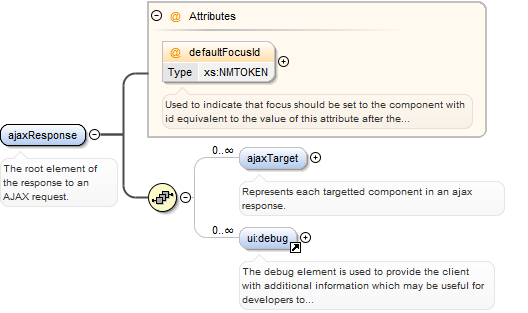 @ Attributes
@ defaultFocusId
Type xs:NMTOKEN
Used to indicate that focus should be set to the component with
id equivalent to the value of this attribute after the...
ajaxResponse
The root element of
the response to an
AJAX request.
0..∞
ajaxTarget
Represents each targetted component in an ajax
response.
0..∞
ui:debug
The debug element is used to provide the client
with additional information which may be useful for
developers to...